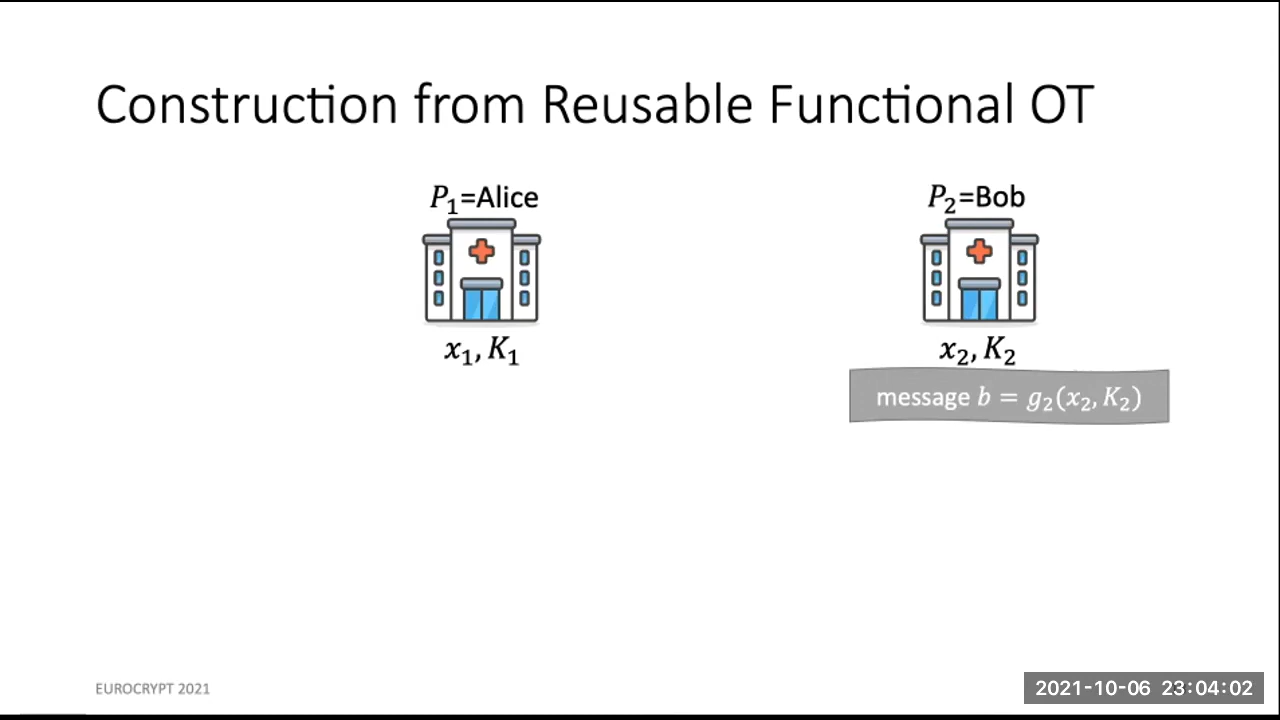 Construction from Reusable Functional OT
P₁=Alice
P₂=Bob
x₁, K₁
x₂, K₂
message b = g₂(x₂, K₂)
EUROCRYPT 2021
2021-10-06 23:04:02